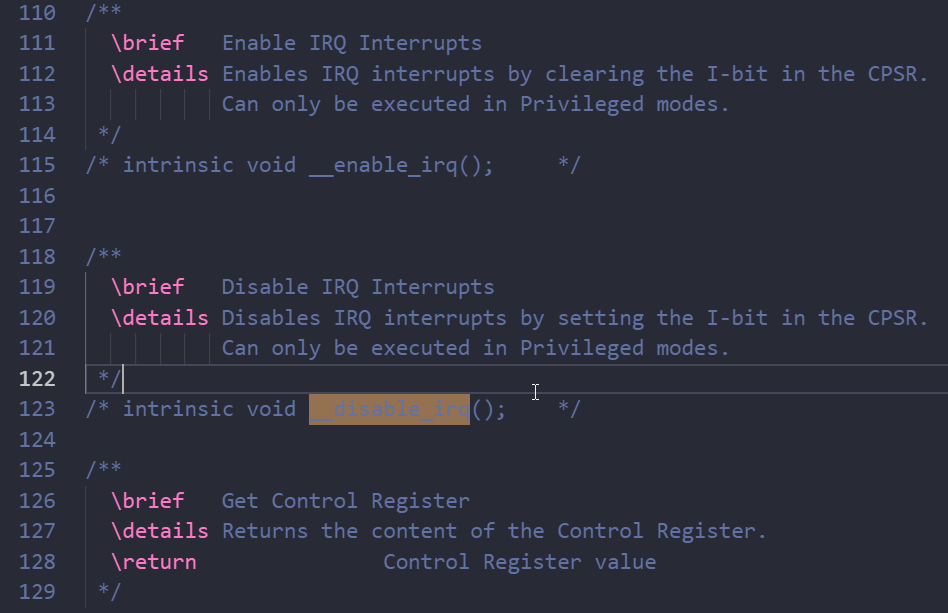 110 /**
111 \brief Enable IRQ Interrupts
112 \details Enables IRQ interrupts by clearing the I-bit in the CPSR.
113 Can only be executed in Privileged modes.
114 */
115 /* intrinsic void __enable_irq(); */
116
117
118 /**
119 \brief Disable IRQ Interrupts
120 \details Disables IRQ interrupts by setting the I-bit in the CPSR.
121 Can only be executed in Privileged modes.
122 */
123 /* intrinsic void __disable_irq(); */
124
125 /**
126 \brief Get Control Register
127 \details Returns the content of the Control Register.
128 \return Control Register value
129 */